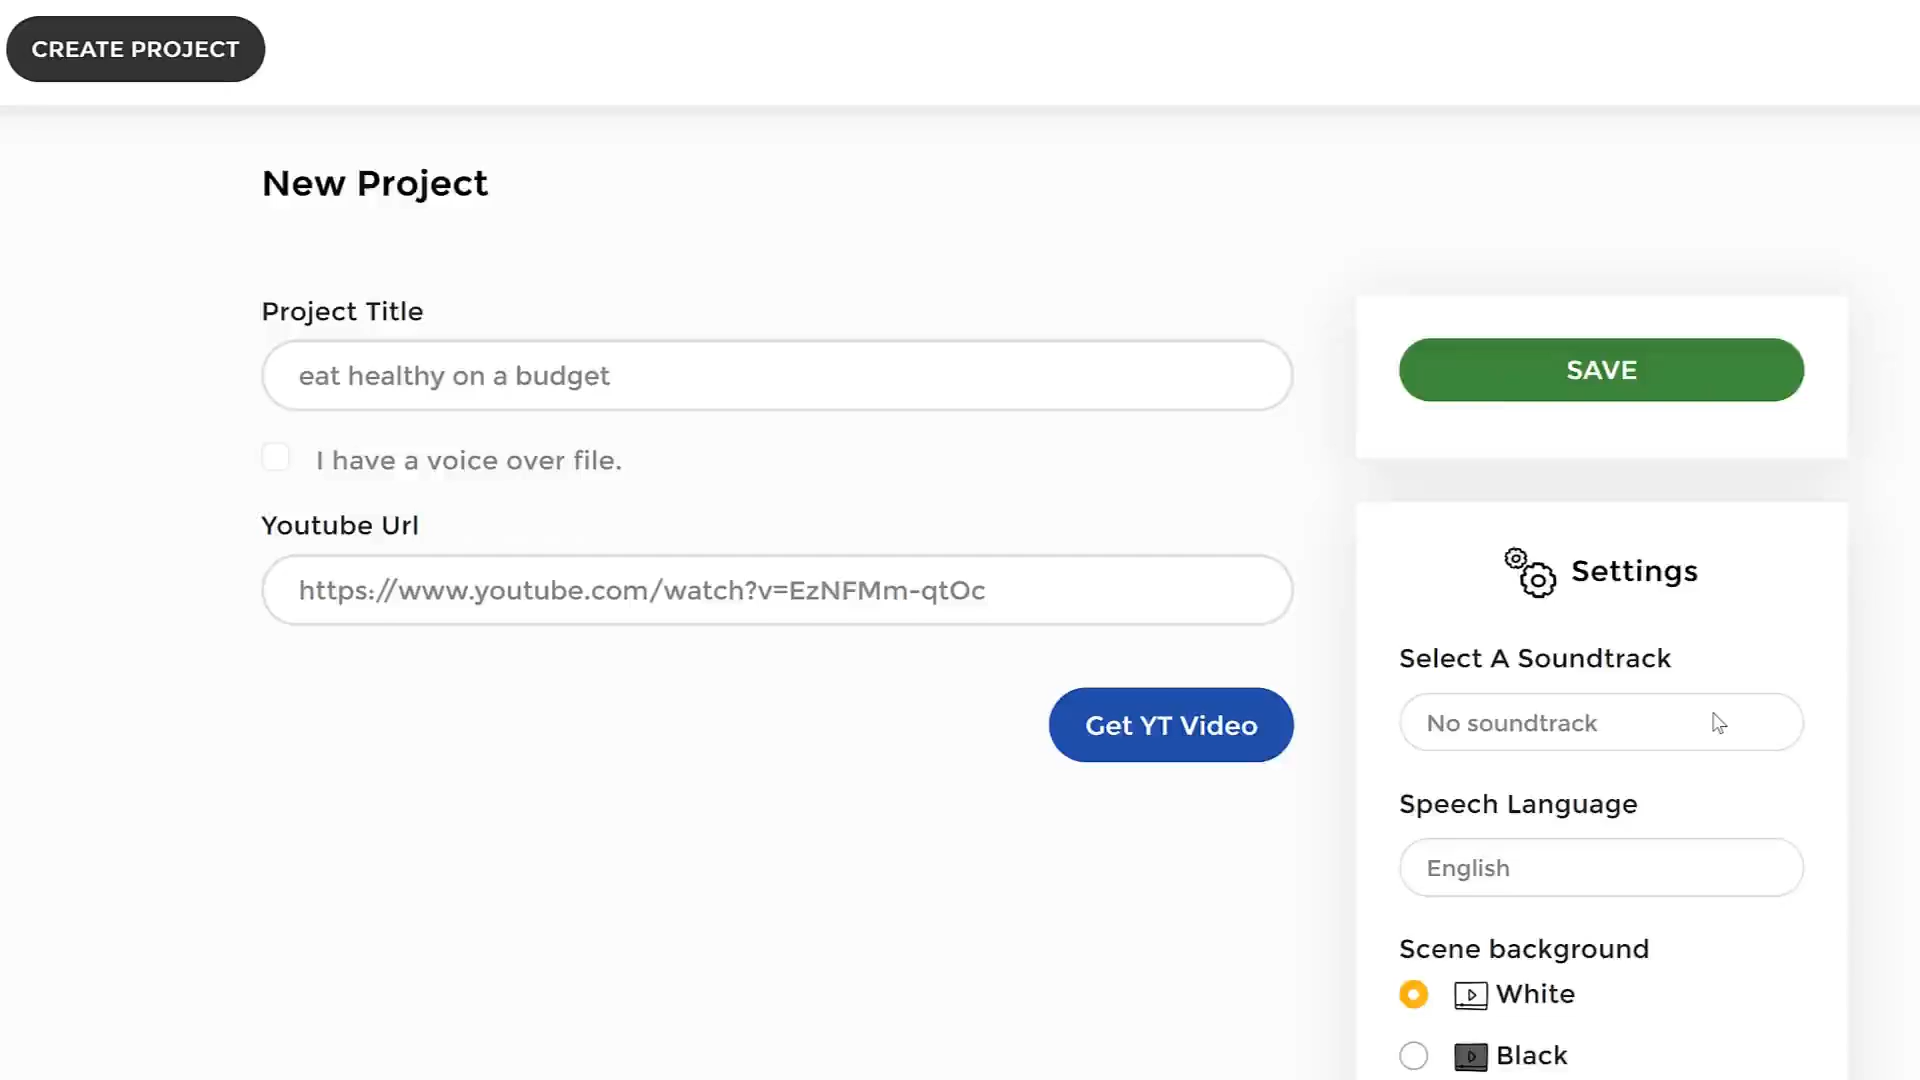 CREATE PROJECT
New Project
Project Title
eat healthy on a budget
I have a voice over file.
Youtube Url
https://www.youtube.com/watch?v=EzNFMm-qtOc
Get YT Video
SAVE
Settings
Select A Soundtrack
No soundtrack
Speech Language
English
Scene background
White
Black